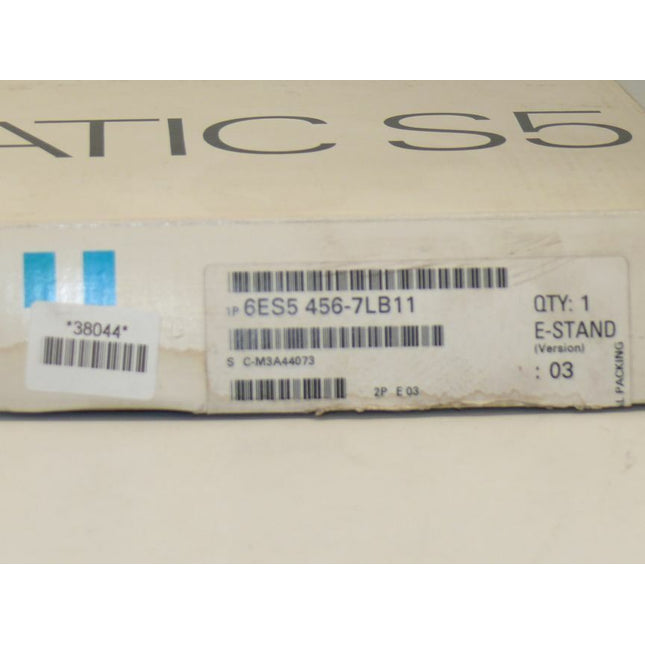 ATIC S5
*38044*
1P 6ES5 456-7LB11
S C-M3A44073
2P E 03
QTY: 1
E-STAND
(Version)
: 03
L PACKING